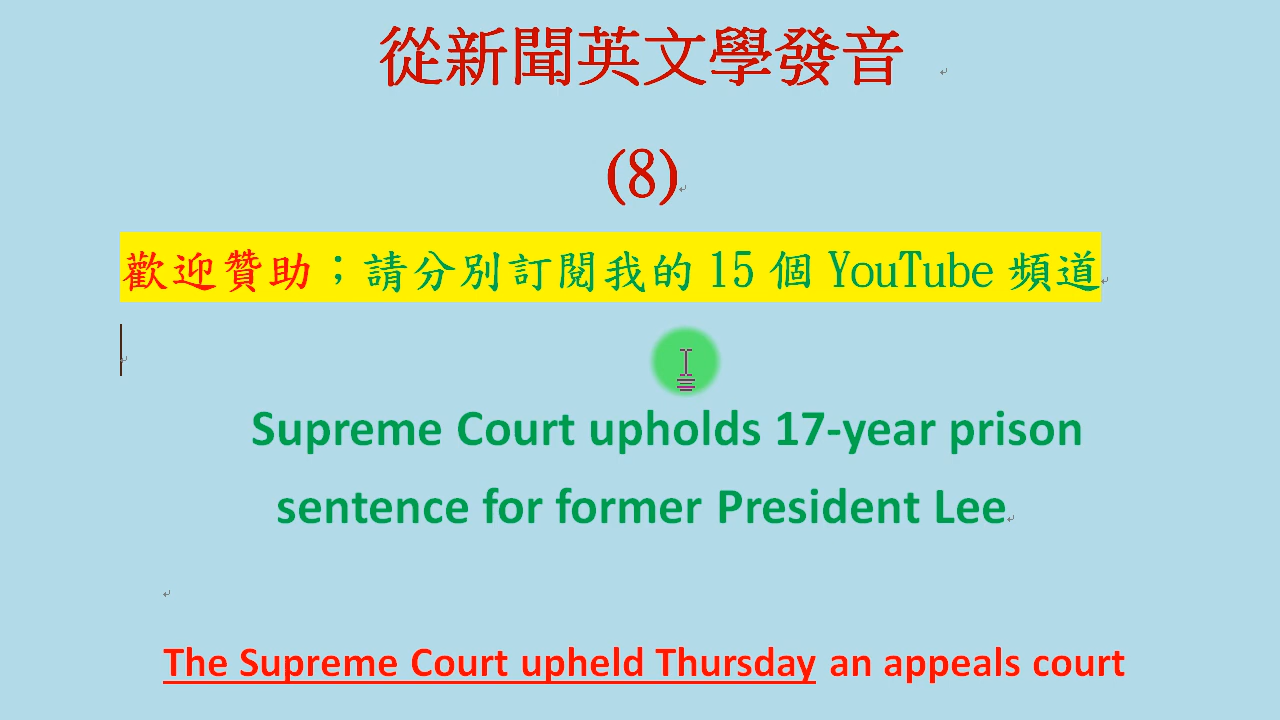 從新聞英文學發音
(8)
歡迎贊助；請分別訂閱我的 15 個 YouTube 頻道
Supreme Court upholds 17-year prison
sentence for former President Lee
The Supreme Court upheld Thursday an appeals court